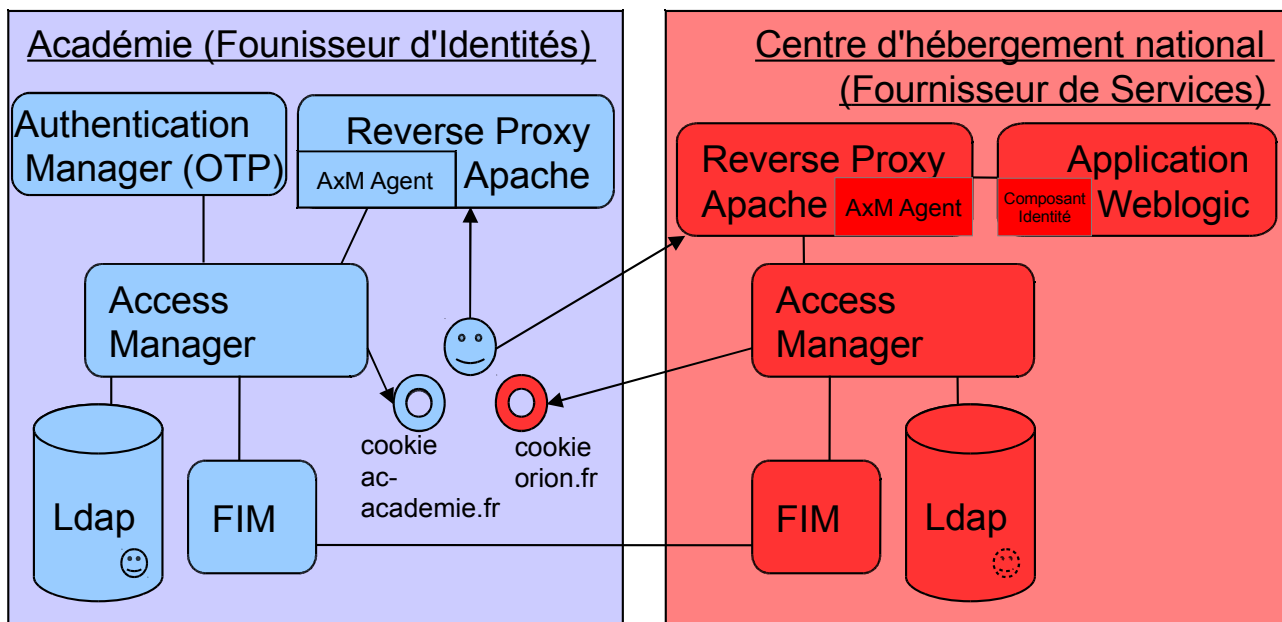 Académie (Founisseur d'Identités)
Authentication
Manager (OTP)
Reverse Proxy
Apache
AxM Agent
Access
Manager
cookie
ac-
academie.fr
cookie
orion.fr
Ldap
FIM
Centre d'hébergement national
(Fournisseur de Services)
Reverse Proxy
Apache
AxM Agent
Application
Weblogic
Composant
Identité
Access
Manager
FIM
Ldap